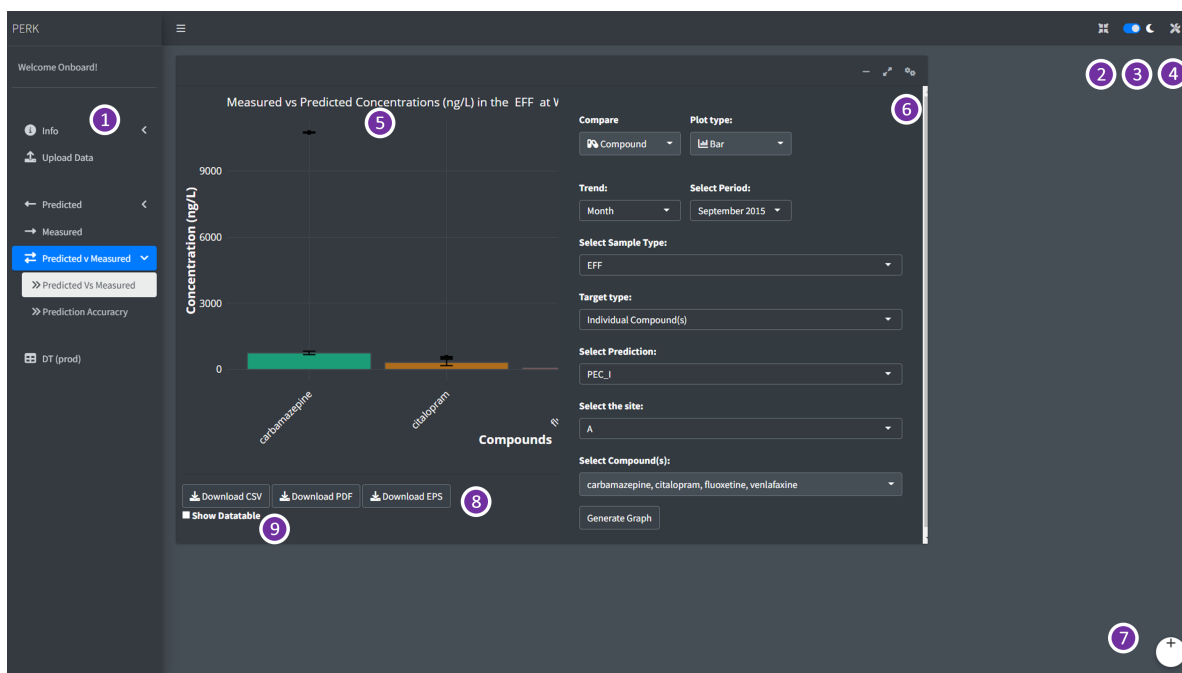 PERK
Welcome Onboard!
1
Info
Upload Data
Predicted
Measured
Predicted v Measured
Predicted Vs Measured
Prediction Accuracry
DT (prod)
2
3
4
Measured vs Predicted Concentrations (ng/L) in the EFF at
5
Concentration (ng/L)
9000
6000
3000
0
carbamazepine
citalopram
Compounds
6
Compare
Plot type:
Compound
Bar
Trend:
Select Period:
Month
September 2015
Select Sample Type:
EFF
Target type:
Individual Compound(s)
Select Prediction:
PEC_I
Select the site:
A
Select Compound(s):
carbamazepine, citalopram, fluoxetine, venlafaxine
Generate Graph
Download CSV
Download PDF
Download EPS
8
Show Datatable
9
7
+